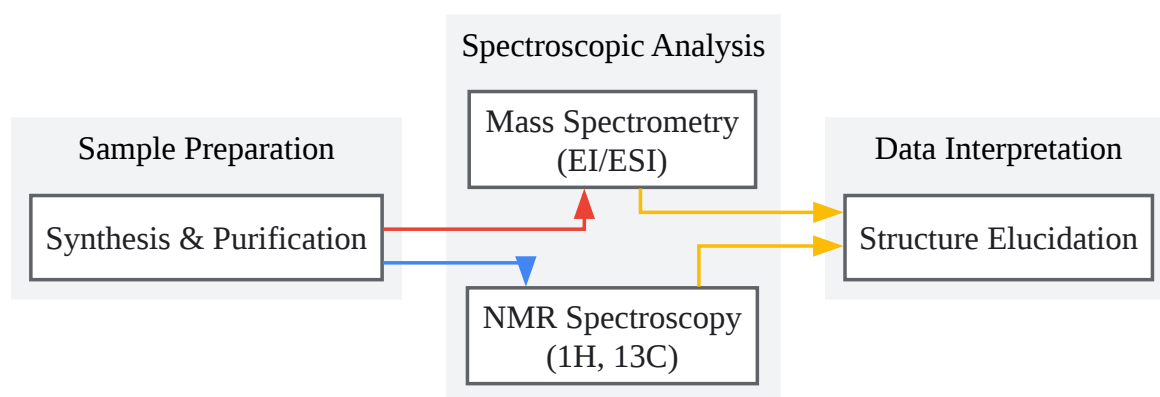 Sample Preparation
Synthesis & Purification
Spectroscopic Analysis
Mass Spectrometry
(EI/ESI)
NMR Spectroscopy
(1H, 13C)
Data Interpretation
Structure Elucidation